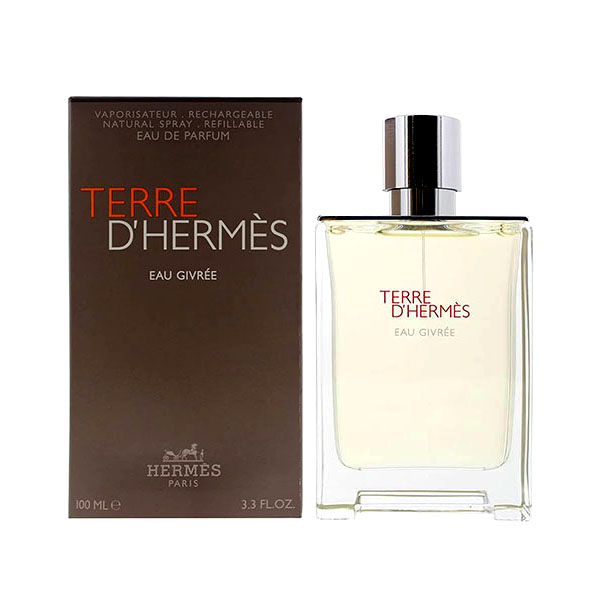 VAPORISATEUR . RECHARGEABLE
NATURAL SPRAY . REFILLABLE
EAU DE PARFUM
TERRE
D'HERMÈS
EAU GIVRÉE
HERMÈS
PARIS
100 ML ℮
3.3 FL.OZ.
TERRE
D'HERMÈS
EAU GIVRÉE